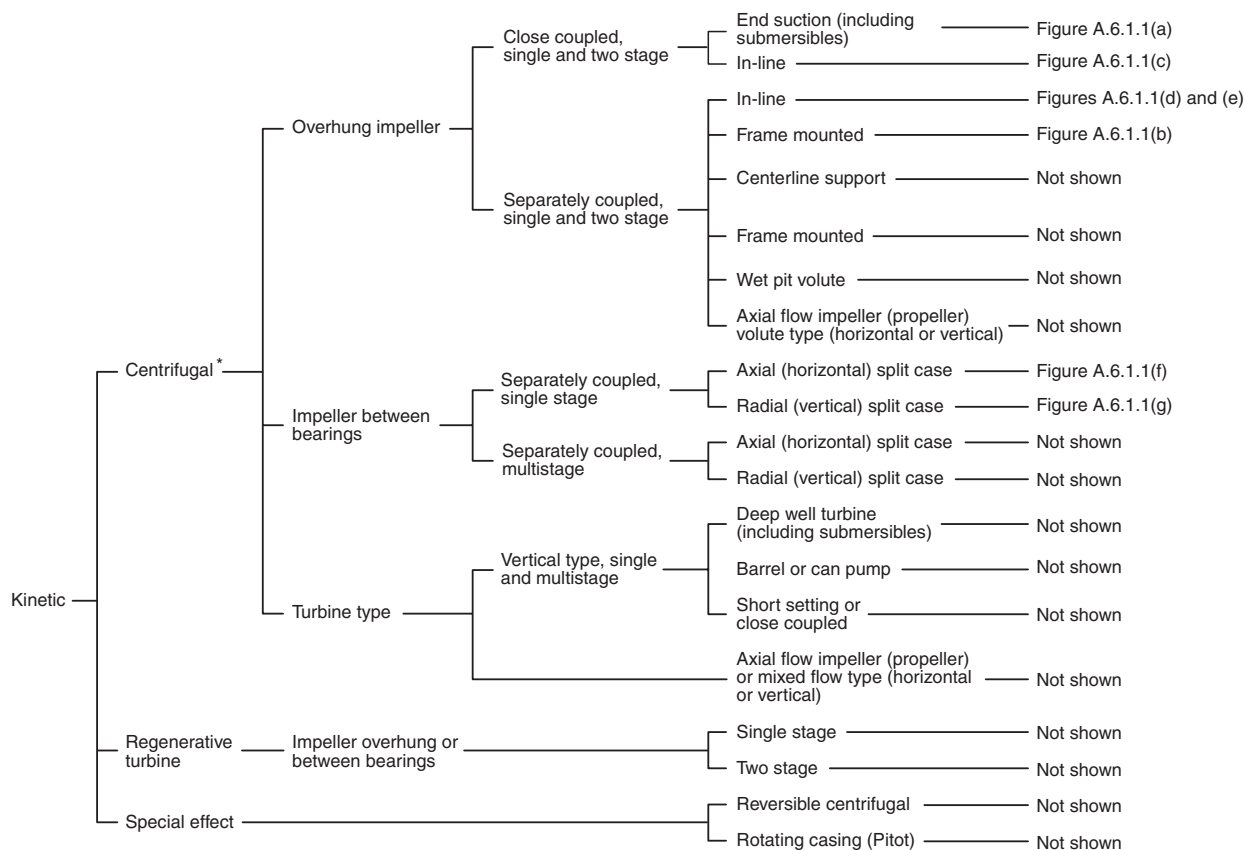 End suction (including
submersibles)
Figure A.6.1.1(a)
Close coupled,
single and two stage
In-line
Figure A.6.1.1(c)
In-line
Figures A.6.1.1(d) and (e)
Overhung impeller
Frame mounted
Figure A.6.1.1(b)
Centerline support
Not shown
Separately coupled,
single and two stage
Frame mounted
Not shown
Wet pit volute
Not shown
Axial flow impeller (propeller)
volute type (horizontal or vertical)
Not shown
Centrifugal*
Separately coupled,
single stage
Axial (horizontal) split case
Figure A.6.1.1(f)
Radial (vertical) split case
Figure A.6.1.1(g)
Impeller between
bearings
Separately coupled,
multistage
Axial (horizontal) split case
Not shown
Radial (vertical) split case
Not shown
Deep well turbine
(including submersibles)
Not shown
Vertical type, single
and multistage
Barrel or can pump
Not shown
Kinetic
Turbine type
Short setting or
close coupled
Not shown
Axial flow impeller (propeller)
or mixed flow type (horizontal
or vertical)
Not shown
Regenerative
turbine
Impeller overhung or
between bearings
Single stage
Not shown
Two stage
Not shown
Special effect
Reversible centrifugal
Not shown
Rotating casing (Pitot)
Not shown